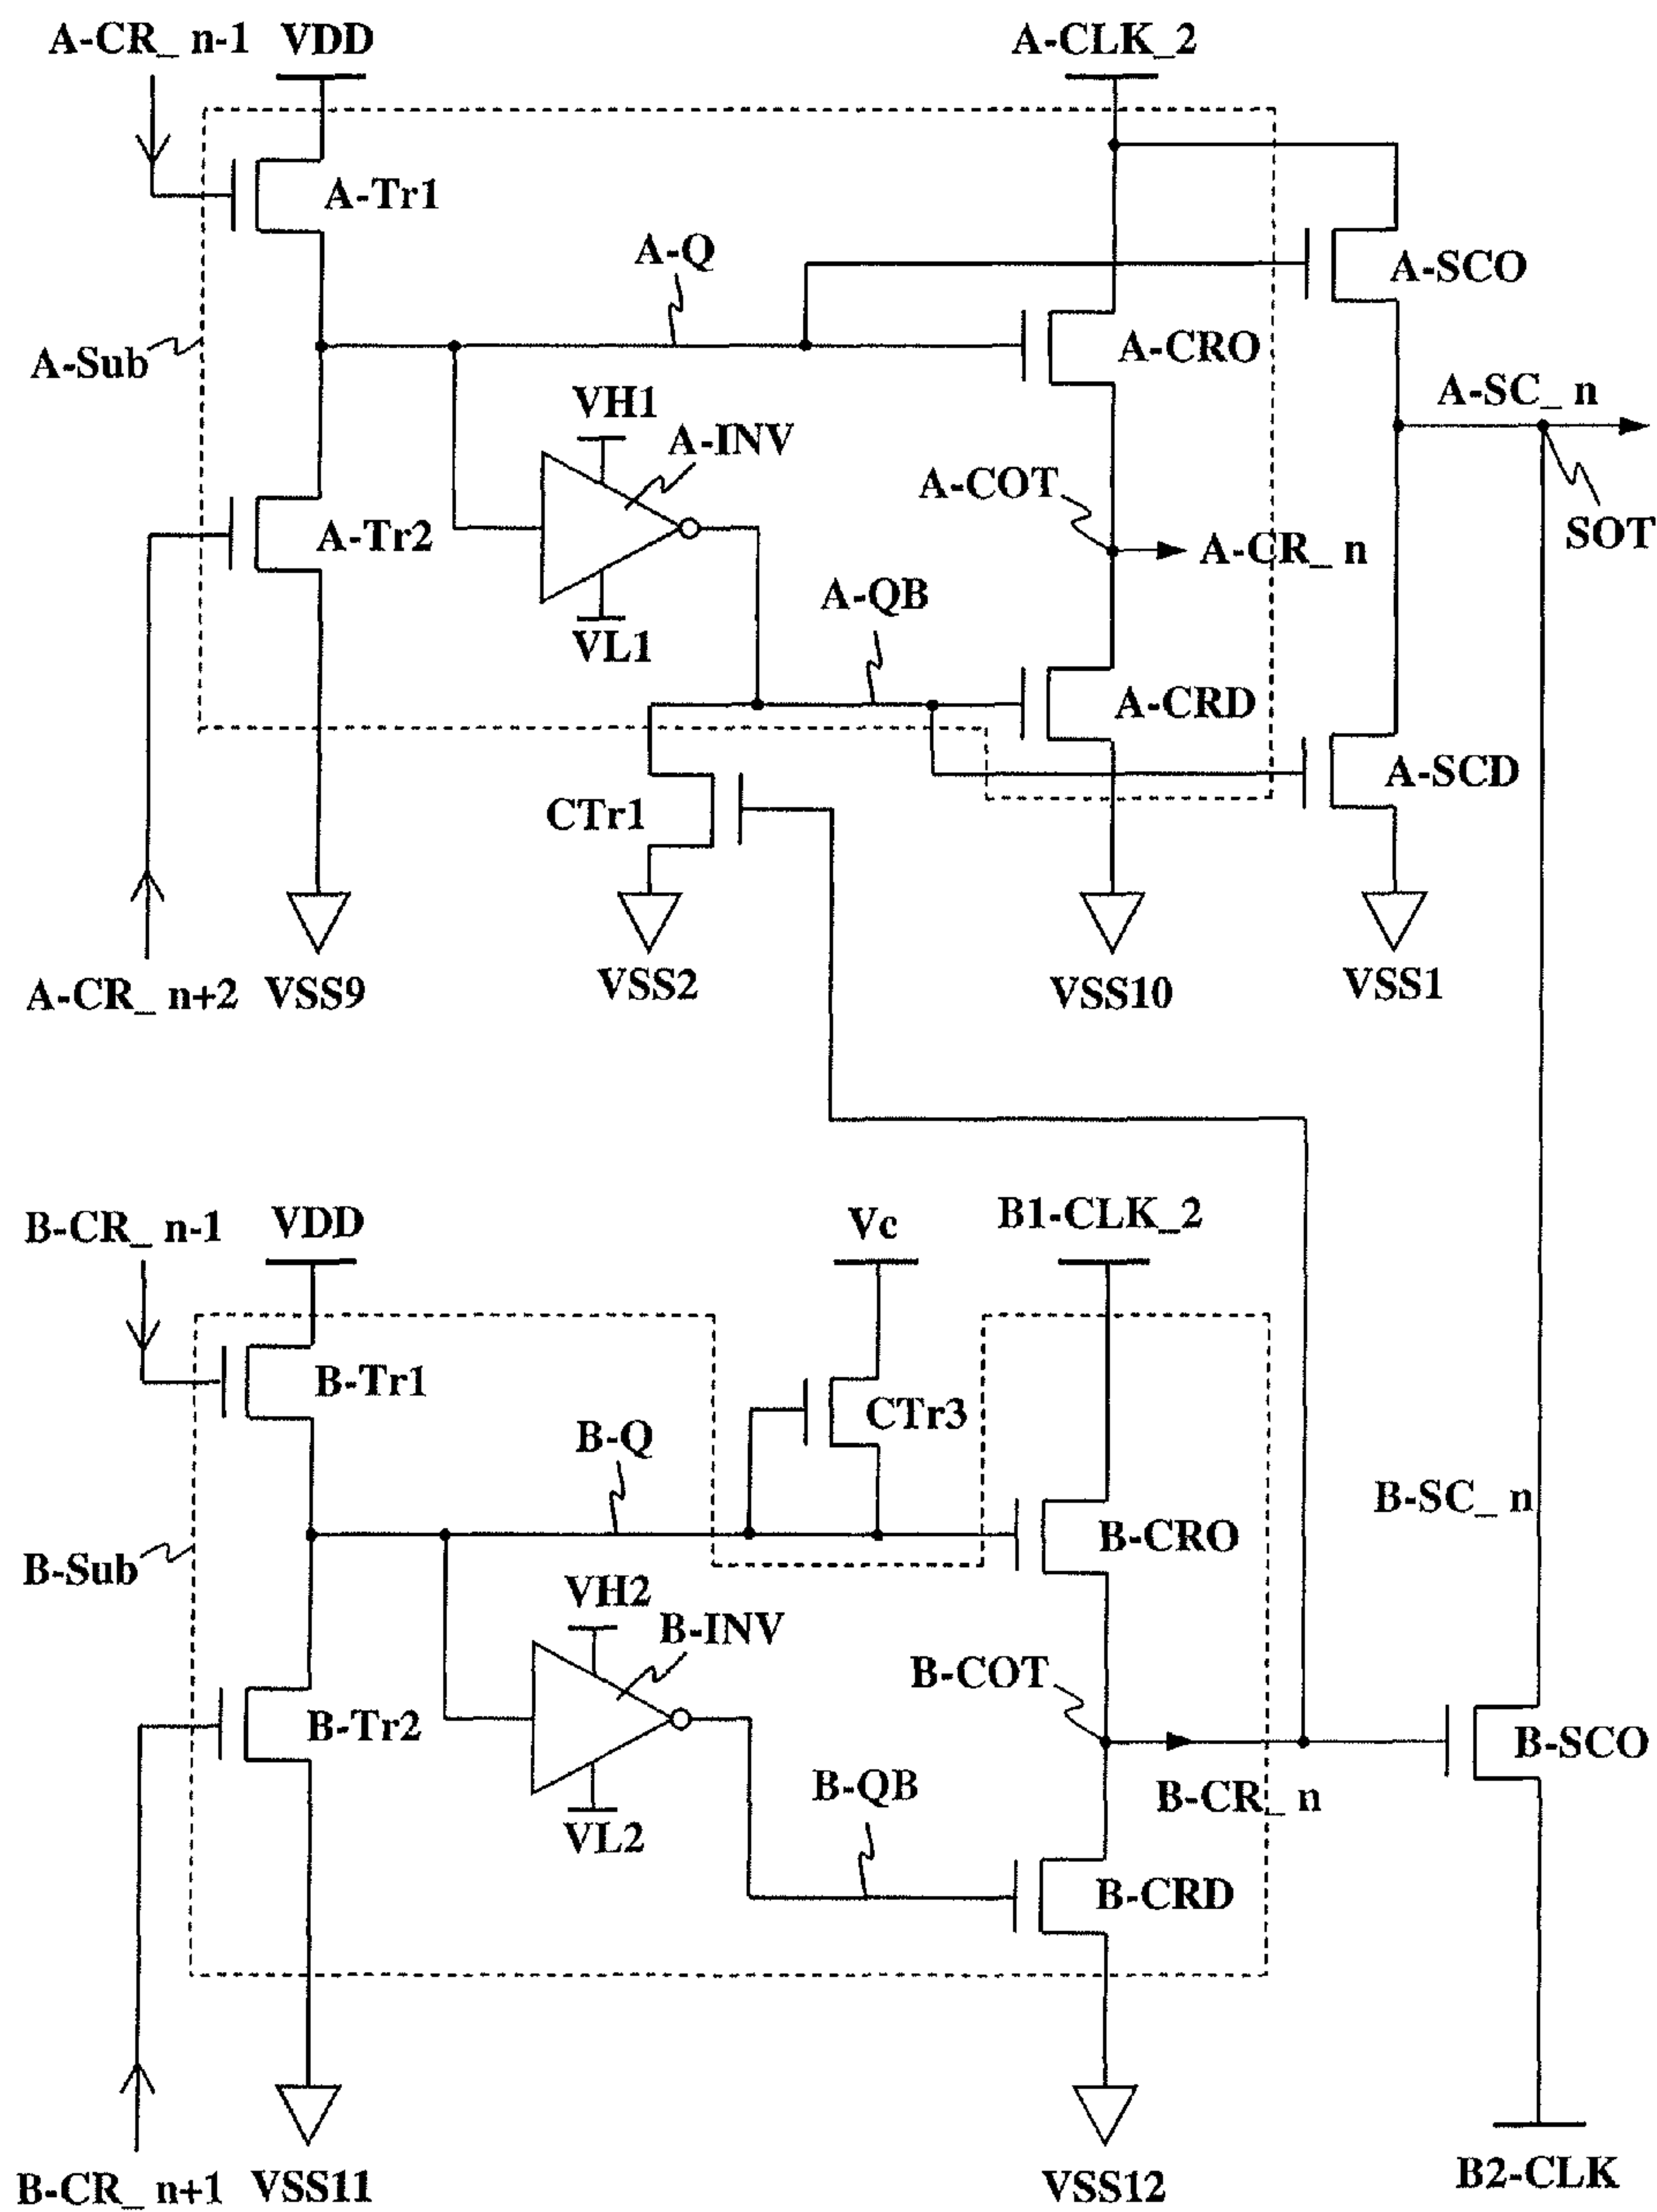 A-CR_ n-1
VDD
A-CLK_2
A-Tr1
A-Q
A-SCO
A-Sub
A-CRO
VH1
A-INV
A-SC_ n
A-COT
A-Tr2
SOT
A-CR_ n
A-QB
VL1
A-CRD
A-SCD
CTr1
A-CR_ n+2
VSS9
VSS2
VSS10
VSS1
B-CR_ n-1
VDD
Vc
B1-CLK_2
B-Tr1
CTr3
B-Q
B-SC_ n
B-CRO
B-Sub
VH2
B-INV
B-COT
B-Tr2
B-SCO
B-QB
B-CR_ n
VL2
B-CRD
B-CR_ n+1
VSS11
VSS12
B2-CLK